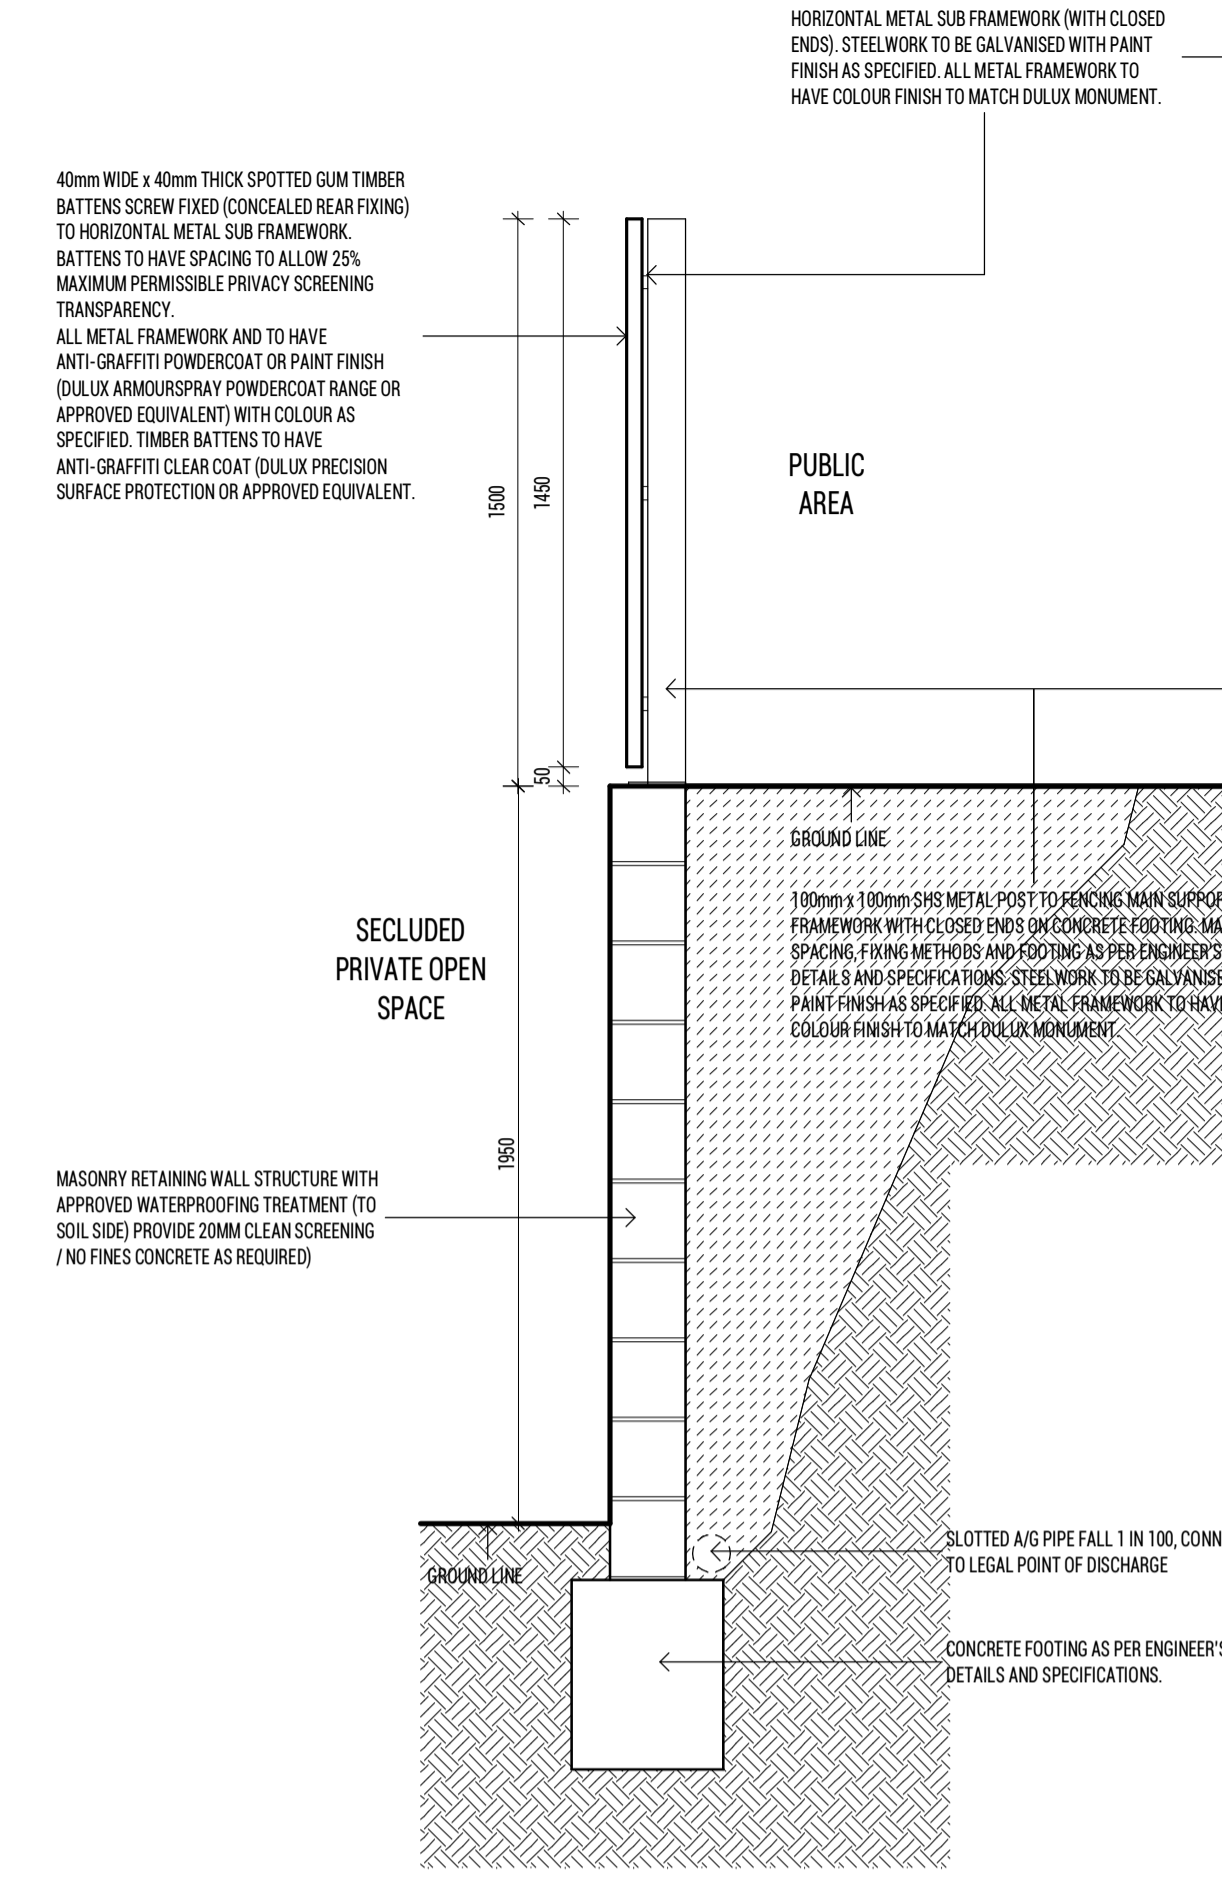 HORIZONTAL METAL SUB FRAMEWORK (WITH CLOSED
ENDS). STEELWORK TO BE GALVANISED WITH PAINT
FINISH AS SPECIFIED. ALL METAL FRAMEWORK TO
HAVE COLOUR FINISH TO MATCH DULUX MONUMENT.
40mm WIDE x 40mm THICK SPOTTED GUM TIMBER
BATTENS SCREW FIXED (CONCEALED REAR FIXING)
TO HORIZONTAL METAL SUB FRAMEWORK.
BATTENS TO HAVE SPACING TO ALLOW 25%
MAXIMUM PERMISSIBLE PRIVACY SCREENING
TRANSPARENCY.
ALL METAL FRAMEWORK AND TO HAVE
ANTI-GRAFFITI POWDERCOAT OR PAINT FINISH
(DULUX ARMOURSPRAY POWDERCOAT RANGE OR
APPROVED EQUIVALENT) WITH COLOUR AS
SPECIFIED. TIMBER BATTENS TO HAVE
ANTI-GRAFFITI CLEAR COAT (DULUX PRECISION
SURFACE PROTECTION OR APPROVED EQUIVALENT.
1500
1450
50
PUBLIC
AREA
GROUND LINE
100mm x 100mm SHS METAL POST TO FENCING MAIN SUPPOR
FRAMEWORK WITH CLOSED ENDS ON CONCRETE FOOTING. MA
SPACING, FIXING METHODS AND FOOTING AS PER ENGINEER'S
DETAILS AND SPECIFICATIONS. STEELWORK TO BE GALVANISE
PAINT FINISH AS SPECIFIED. ALL METAL FRAMEWORK TO HAVE
COLOUR FINISH TO MATCH DULUX MONUMENT.
SECLUDED
PRIVATE OPEN
SPACE
1950
MASONRY RETAINING WALL STRUCTURE WITH
APPROVED WATERPROOFING TREATMENT (TO
SOIL SIDE) PROVIDE 20MM CLEAN SCREENING
/ NO FINES CONCRETE AS REQUIRED)
GROUND LINE
SLOTTED A/G PIPE FALL 1 IN 100, CONN
TO LEGAL POINT OF DISCHARGE
CONCRETE FOOTING AS PER ENGINEER'S
DETAILS AND SPECIFICATIONS.